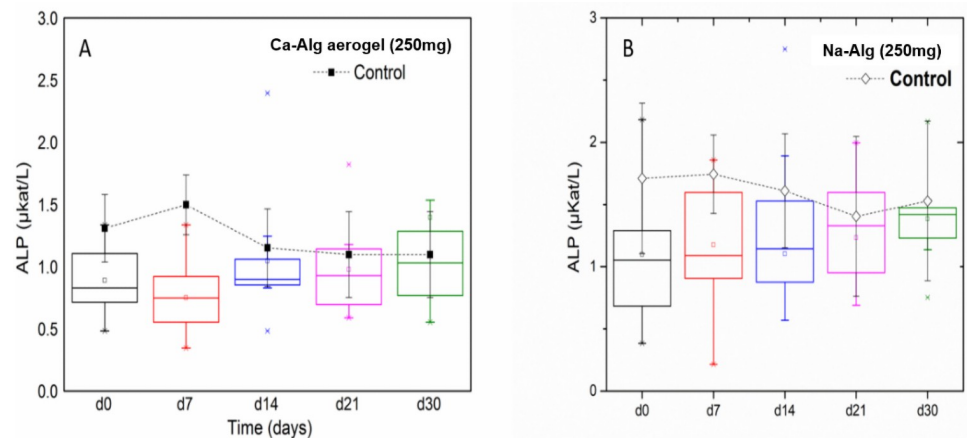 A
Ca-Alg aerogel (250mg)
Control
ALP (µKat/L)
3.0
2.5
2.0
1.5
1.0
0.5
0.0
d0 d7 d14 d21 d30
Time (days)
B
Na-Alg (250mg)
Control
ALP (µKat/L)
3
2
1
0
d0 d7 d14 d21 d30